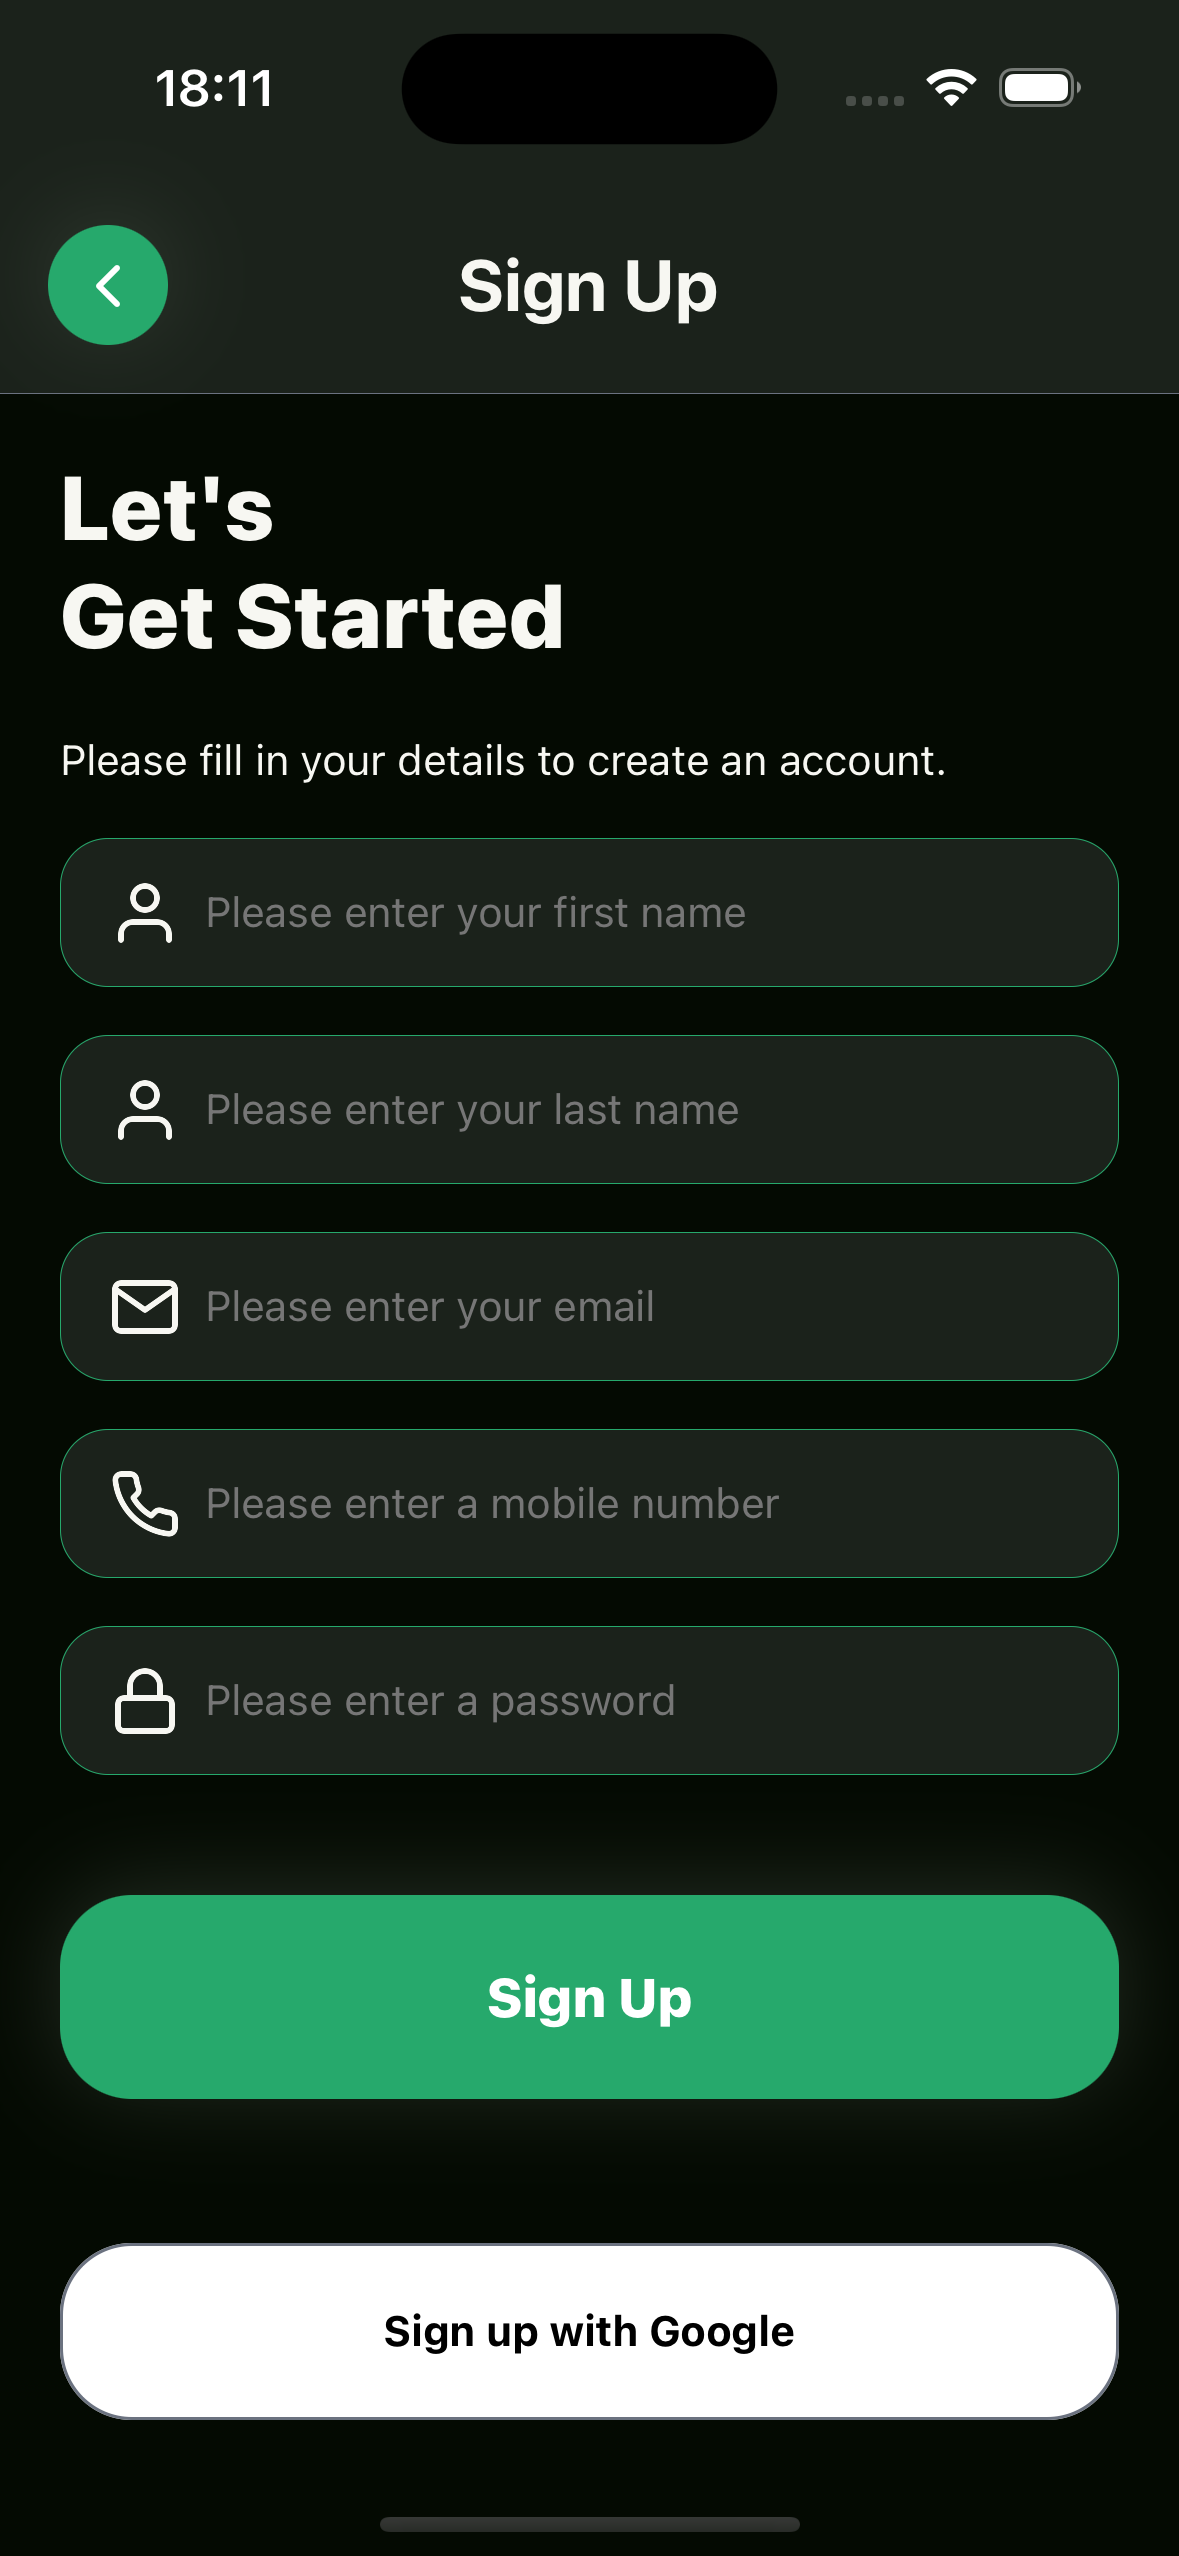 18:11
Sign Up
Let's
Get Started
Please fill in your details to create an account.
Please enter your first name
Please enter your last name
Please enter your email
Please enter a mobile number
Please enter a password
Sign Up
Sign up with Google